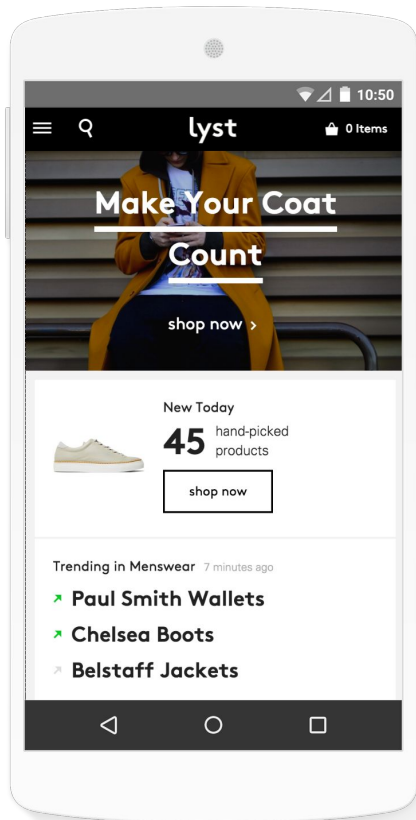 10:50
lyst
0 Items
Make Your Coat
Count
shop now >
New Today
45 hand-picked
products
shop now
Trending in Menswear 7 minutes ago
Paul Smith Wallets
Chelsea Boots
Belstaff Jackets